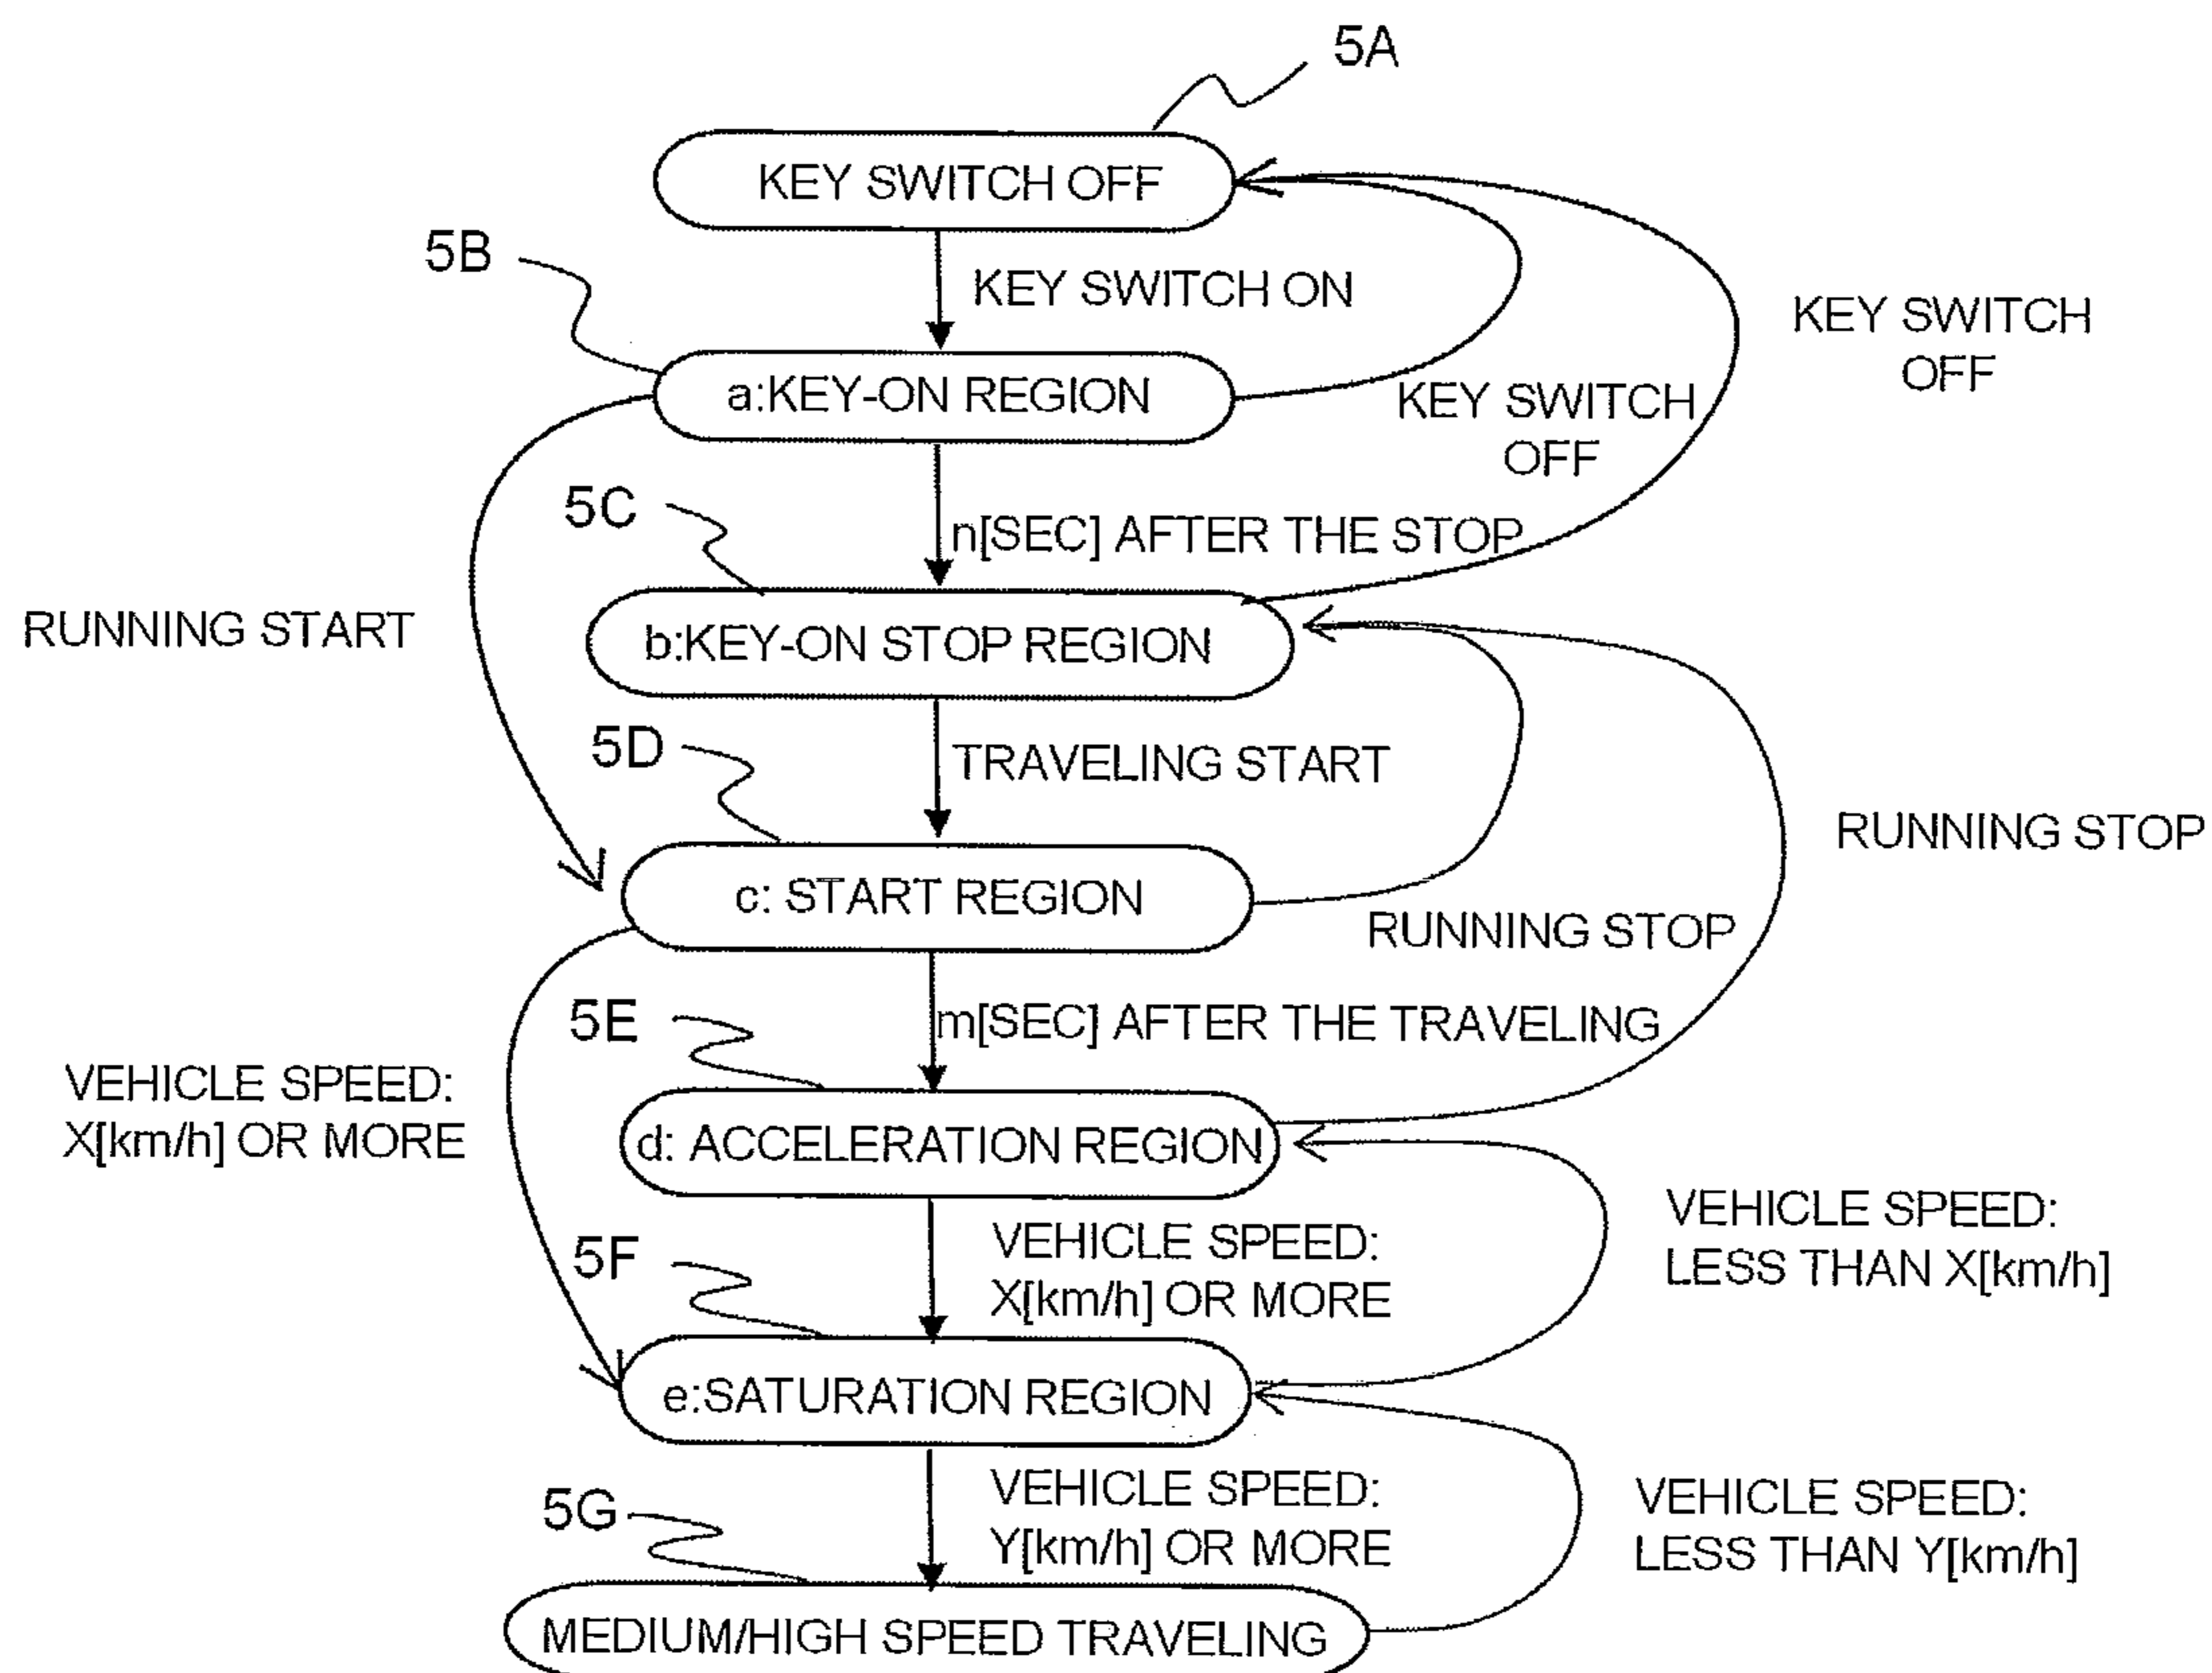 5A
KEY SWITCH OFF
5B
KEY SWITCH ON
KEY SWITCH
OFF
a:KEY-ON REGION
KEY SWITCH
OFF
5C
n[SEC] AFTER THE STOP
RUNNING START
b:KEY-ON STOP REGION
5D
TRAVELING START
RUNNING STOP
c: START REGION
RUNNING STOP
5E
m[SEC] AFTER THE TRAVELING
VEHICLE SPEED:
X[km/h] OR MORE
d: ACCELERATION REGION
VEHICLE SPEED:
LESS THAN X[km/h]
5F
VEHICLE SPEED:
X[km/h] OR MORE
e:SATURATION REGION
5G
VEHICLE SPEED:
Y[km/h] OR MORE
VEHICLE SPEED:
LESS THAN Y[km/h]
MEDIUM/HIGH SPEED TRAVELING